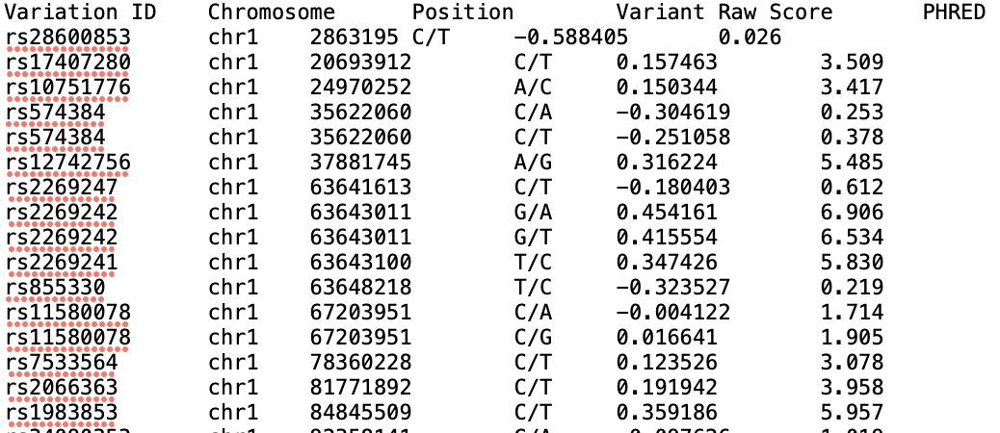 Variation ID Chromosome Position Variant Raw Score PHRED
rs28600853 chr1 2863195 C/T -0.588405 0.026
rs17407280 chr1 20693912 C/T 0.157463 3.509
rs10751776 chr1 24970252 A/C 0.150344 3.417
rs574384 chr1 35622060 C/A -0.304619 0.253
rs574384 chr1 35622060 C/T -0.251058 0.378
rs12742756 chr1 37881745 A/G 0.316224 5.485
rs2269247 chr1 63641613 C/T -0.180403 0.612
rs2269242 chr1 63643011 G/A 0.454161 6.906
rs2269242 chr1 63643011 G/T 0.415554 6.534
rs2269241 chr1 63643100 T/C 0.347426 5.830
rs855330 chr1 63648218 T/C -0.323527 0.219
rs11580078 chr1 67203951 C/A -0.004122 1.714
rs11580078 chr1 67203951 C/G 0.016641 1.905
rs7533564 chr1 78360228 C/T 0.123526 3.078
rs2066363 chr1 81771892 C/T 0.191942 3.958
rs1983853 chr1 84845509 C/T 0.359186 5.957
chr1